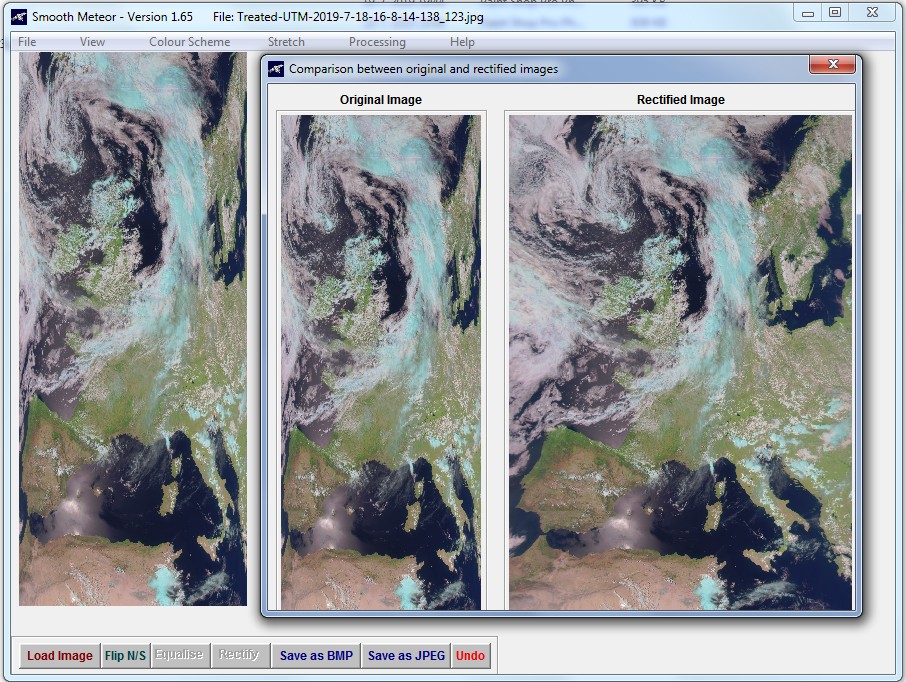 Smooth Meteor - Version 1.65 File: Treated-UTM-2019-7-18-16-8-14-138_123.jpg
File View Colour Scheme Stretch Processing Help
Comparison between original and rectified images
Original Image Rectified Image
Load Image Flip N/S Equalise Rectify Save as BMP Save as JPEG Undo